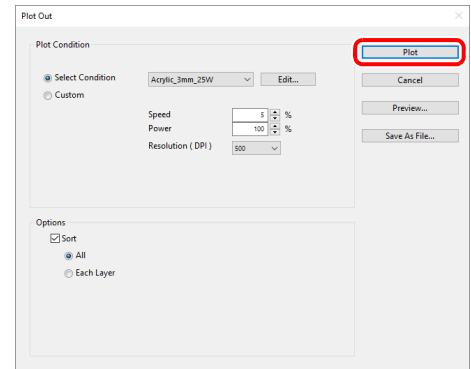 Plot Out
Plot Condition
Plot
Select Condition
Acrylic_3mm_25W
Edit...
Cancel
Custom
Preview...
Speed
5
%
Power
100
%
Save As File...
Resolution ( DPI )
500
Options
Sort
All
Each Layer